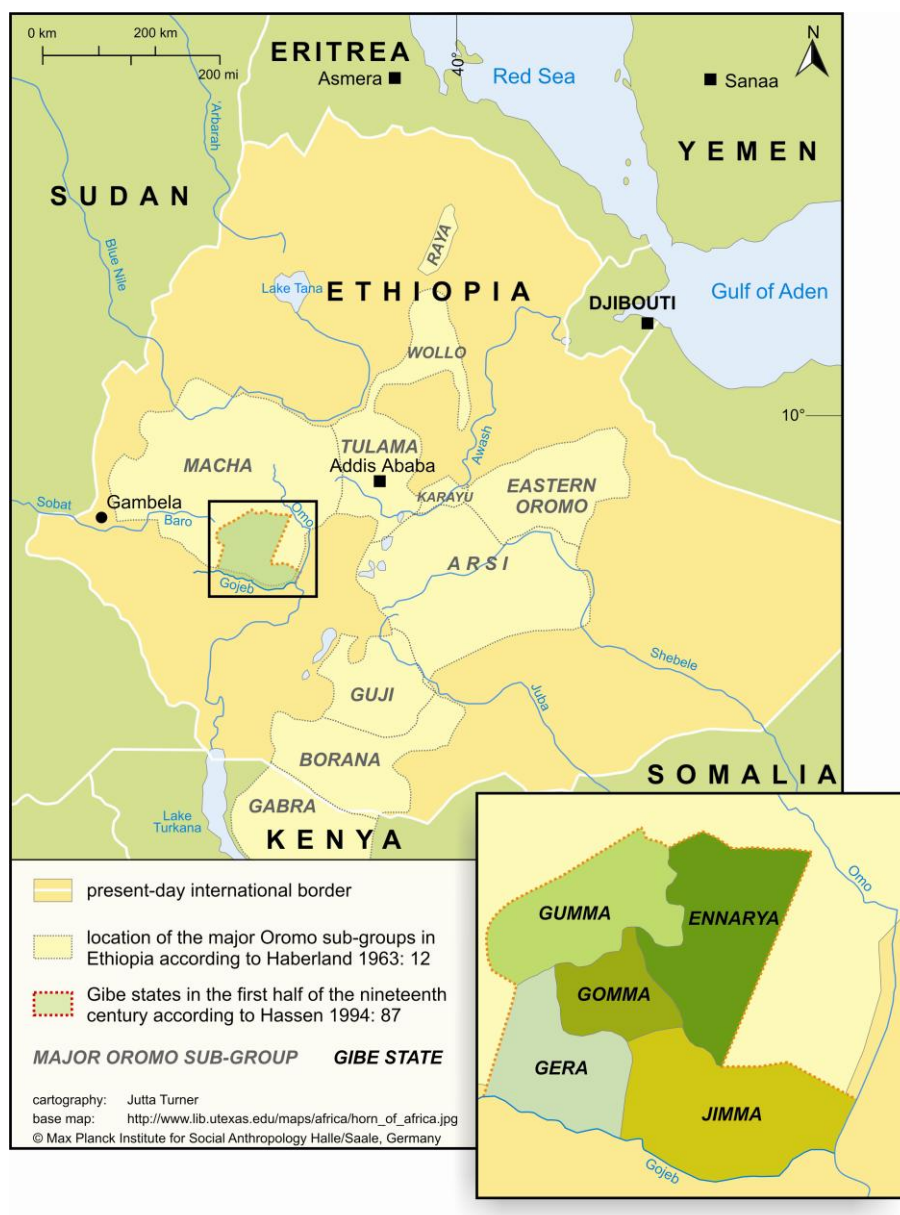 0 km
200 km
200 mi
ERITREA
Asmera
40°
Red Sea
N
Sanaa
YEMEN
'Arbarah
SUDAN
Blue Nile
RAYA
Lake Tana
ETHIOPIA
DJIBOUTI
Gulf of Aden
WOLLO
10°
Awash
TULAMA
MACHA
Addis Ababa
EASTERN
OROMO
KARAYU
Sobat
Gambela
Omo
Baro
ARSI
Gojeb
Shebele
GUJI
Juba
BORANA
SOMALIA
GABRA
Lake
Turkana
KENYA
present-day international border
location of the major Oromo sub-groups in
Ethiopia according to Haberland 1963: 12
Gibe states in the first half of the nineteenth
century according to Hassen 1994: 87
MAJOR OROMO SUB-GROUP GIBE STATE
cartography: Jutta Turner
base map: http://www.lib.utexas.edu/maps/africa/horn_of_africa.jpg
© Max Planck Institute for Social Anthropology Halle/Saale, Germany
Omo
GUMMA
ENNARYA
GOMMA
GERA
JIMMA
Gojeb